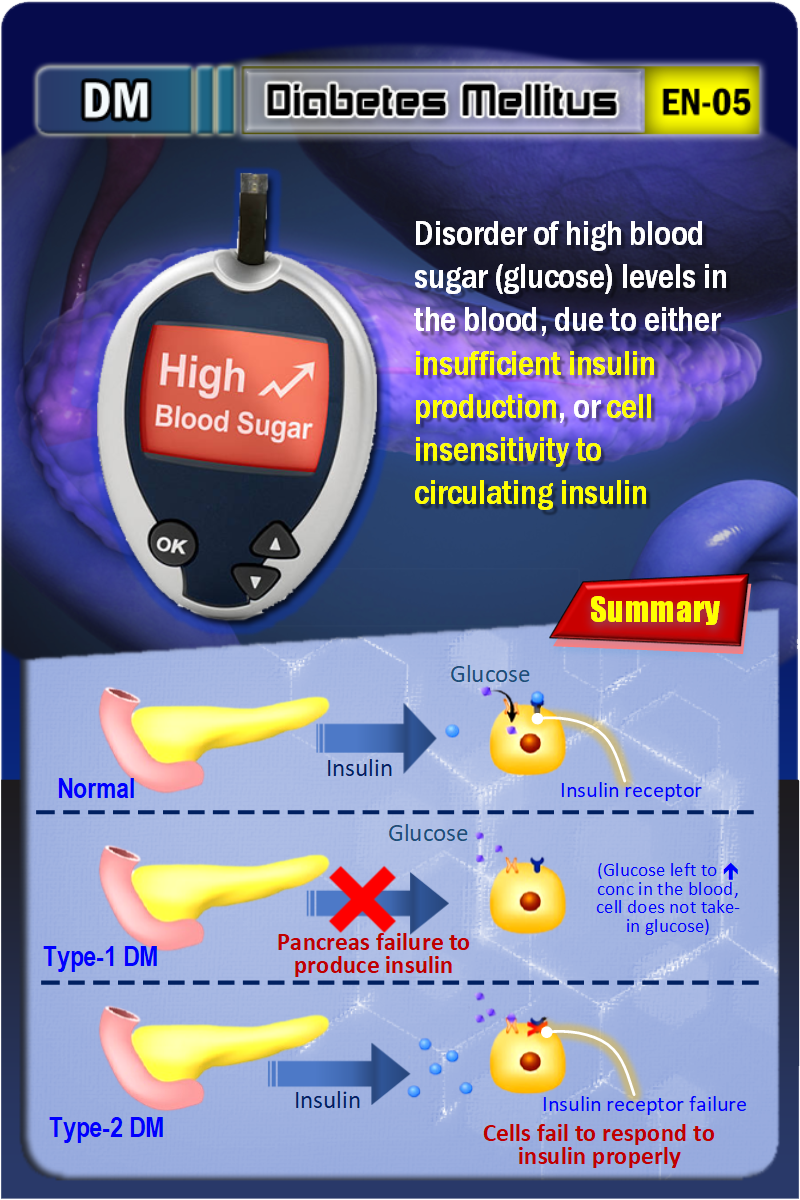 DM
Diabetes Mellitus
EN-05
Disorder of high blood
sugar (glucose) levels in
the blood, due to either
insufficient insulin
production, or cell
insensitivity to
circulating insulin
High
Blood Sugar
OK
Summary
Glucose
Insulin
Normal
Insulin receptor
Glucose
(Glucose left to ⬆
conc in the blood,
cell does not take-
in glucose)
Pancreas failure to
produce insulin
Type-1 DM
Insulin
Type-2 DM
Insulin receptor failure
Cells fail to respond to
insulin properly